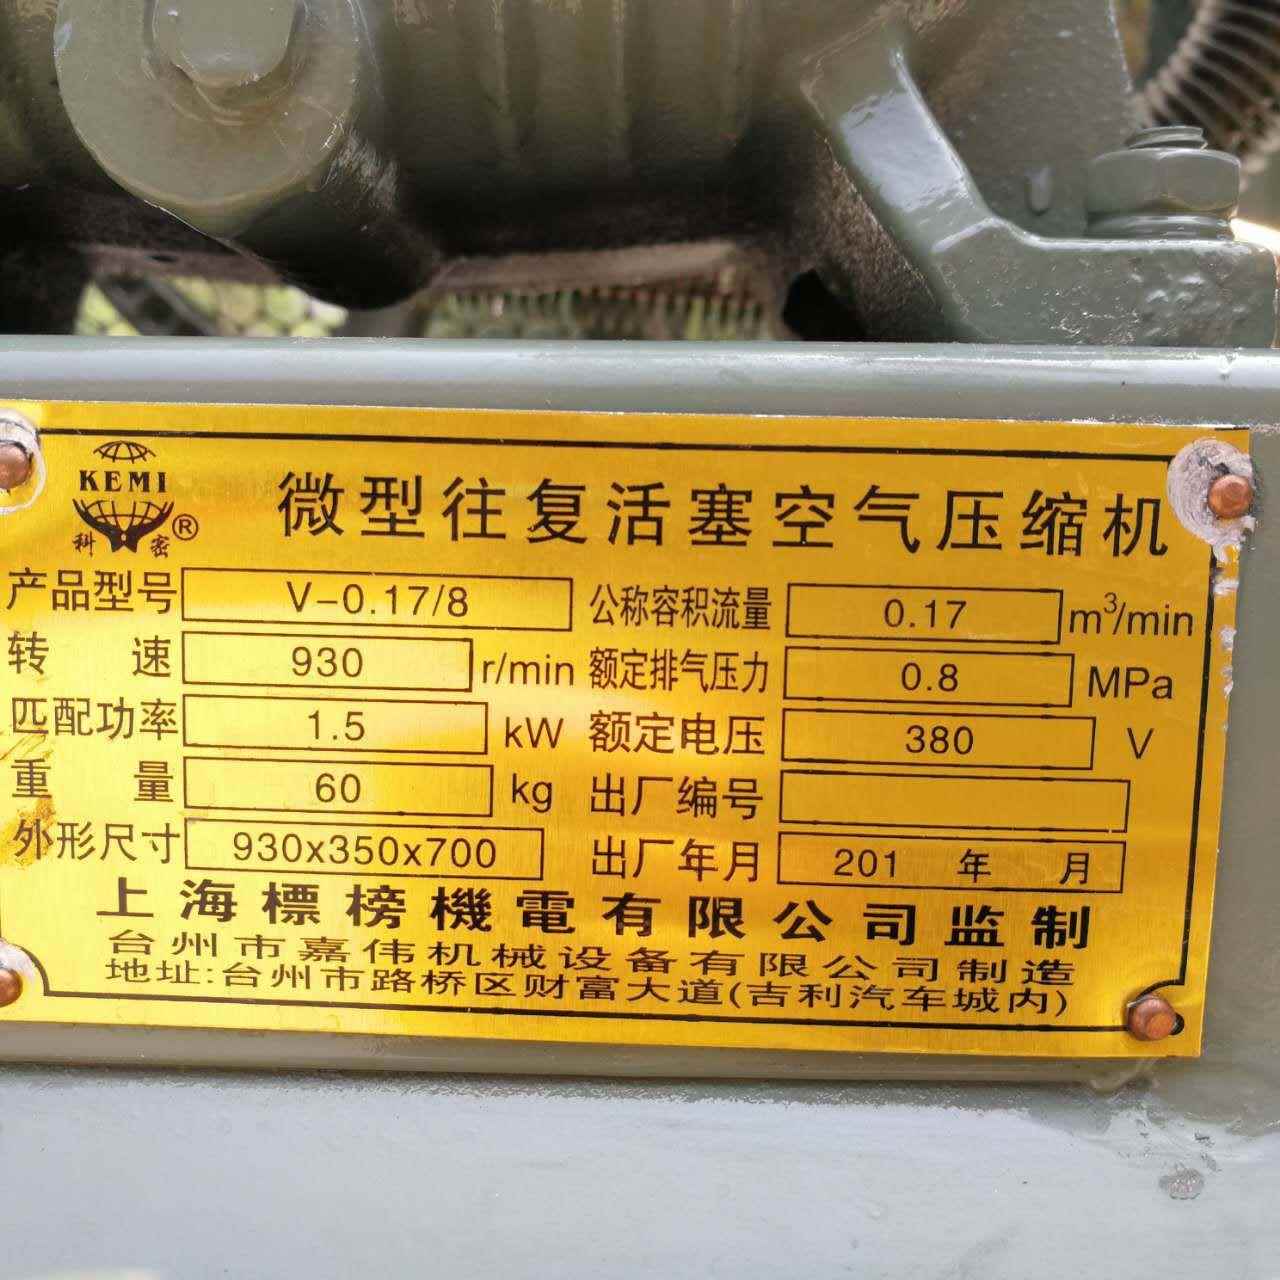 KEMI
科密®
微型往复活塞空气压缩机
产品型号 V-0.17/8 公称容积流量 0.17 m³/min
转速 930 r/min 额定排气压力 0.8 MPa
匹配功率 1.5 kW 额定电压 380 V
重量 60 kg 出厂编号
外形尺寸 930x350x700 出厂年月 201 年 月
上海標榜機電有限公司监制
台州市嘉伟机械设备有限公司制造
地址:台州市路桥区财富大道(吉利汽车城内)